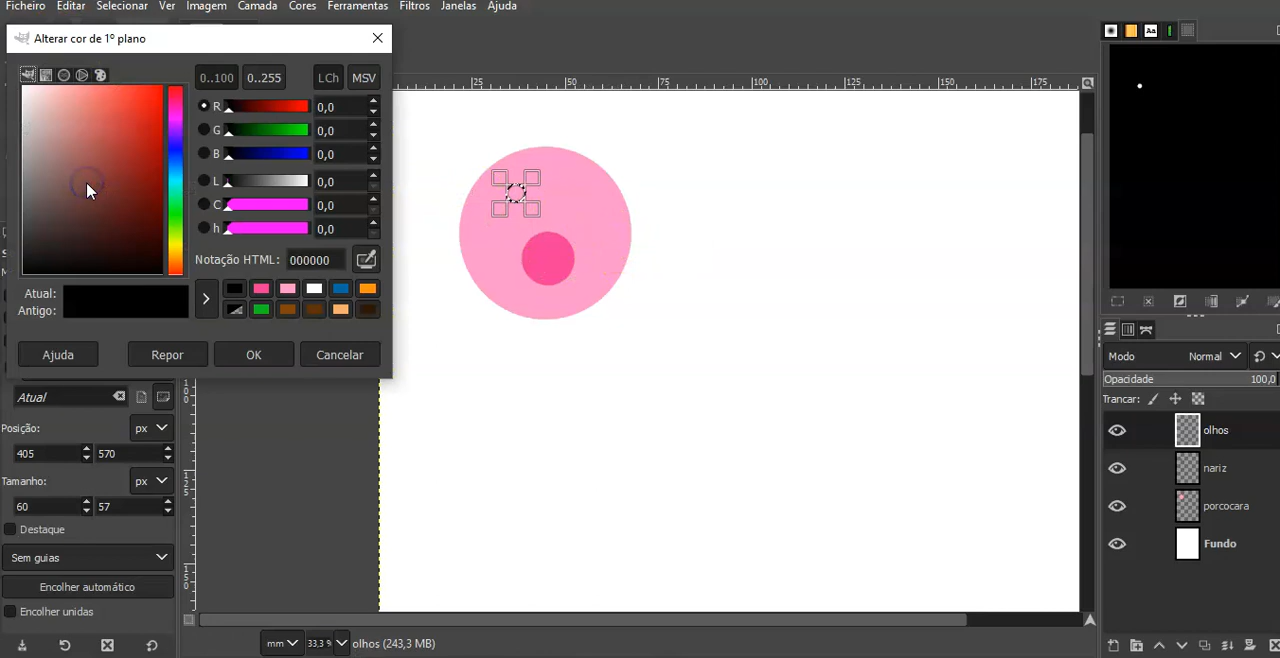 Ficheiro Editar Selecionar Ver Imagem Camada Cores Ferramentas Filtros Janelas Ajuda
Alterar cor de 1º plano
0..100 0..255 LCh MSV
R 0,0
G 0,0
B 0,0
L 0,0
C 0,0
h 0,0
Notação HTML: 000000
Atual:
Antigo:
Ajuda Repor OK Cancelar
25 50 75 100 125 150 175
Aa
Atual
Posição: px
405 570
Tamanho: px
60 57
Destaque
Sem guias
Encolher automático
Encolher unidas
100
125
150
mm 33,3 % olhos (243,3 MB)
Modo Normal
Opacidade 100,0
Trancar:
olhos
nariz
porcocara
Fundo